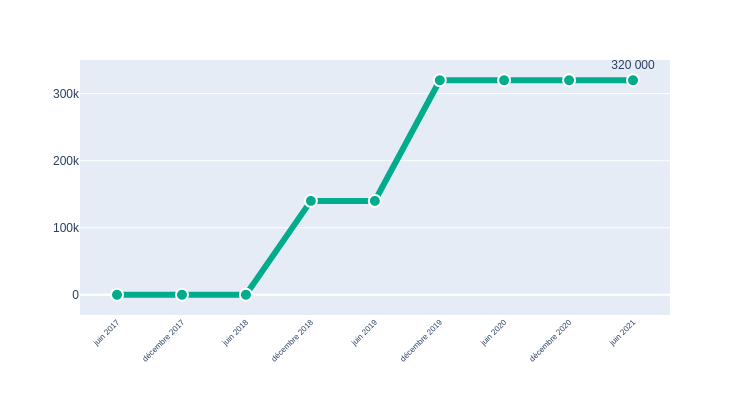 320 000
300k
200k
100k
0
juin 2017
décembre 2017
juin 2018
décembre 2018
juin 2019
décembre 2019
juin 2020
décembre 2020
juin 2021